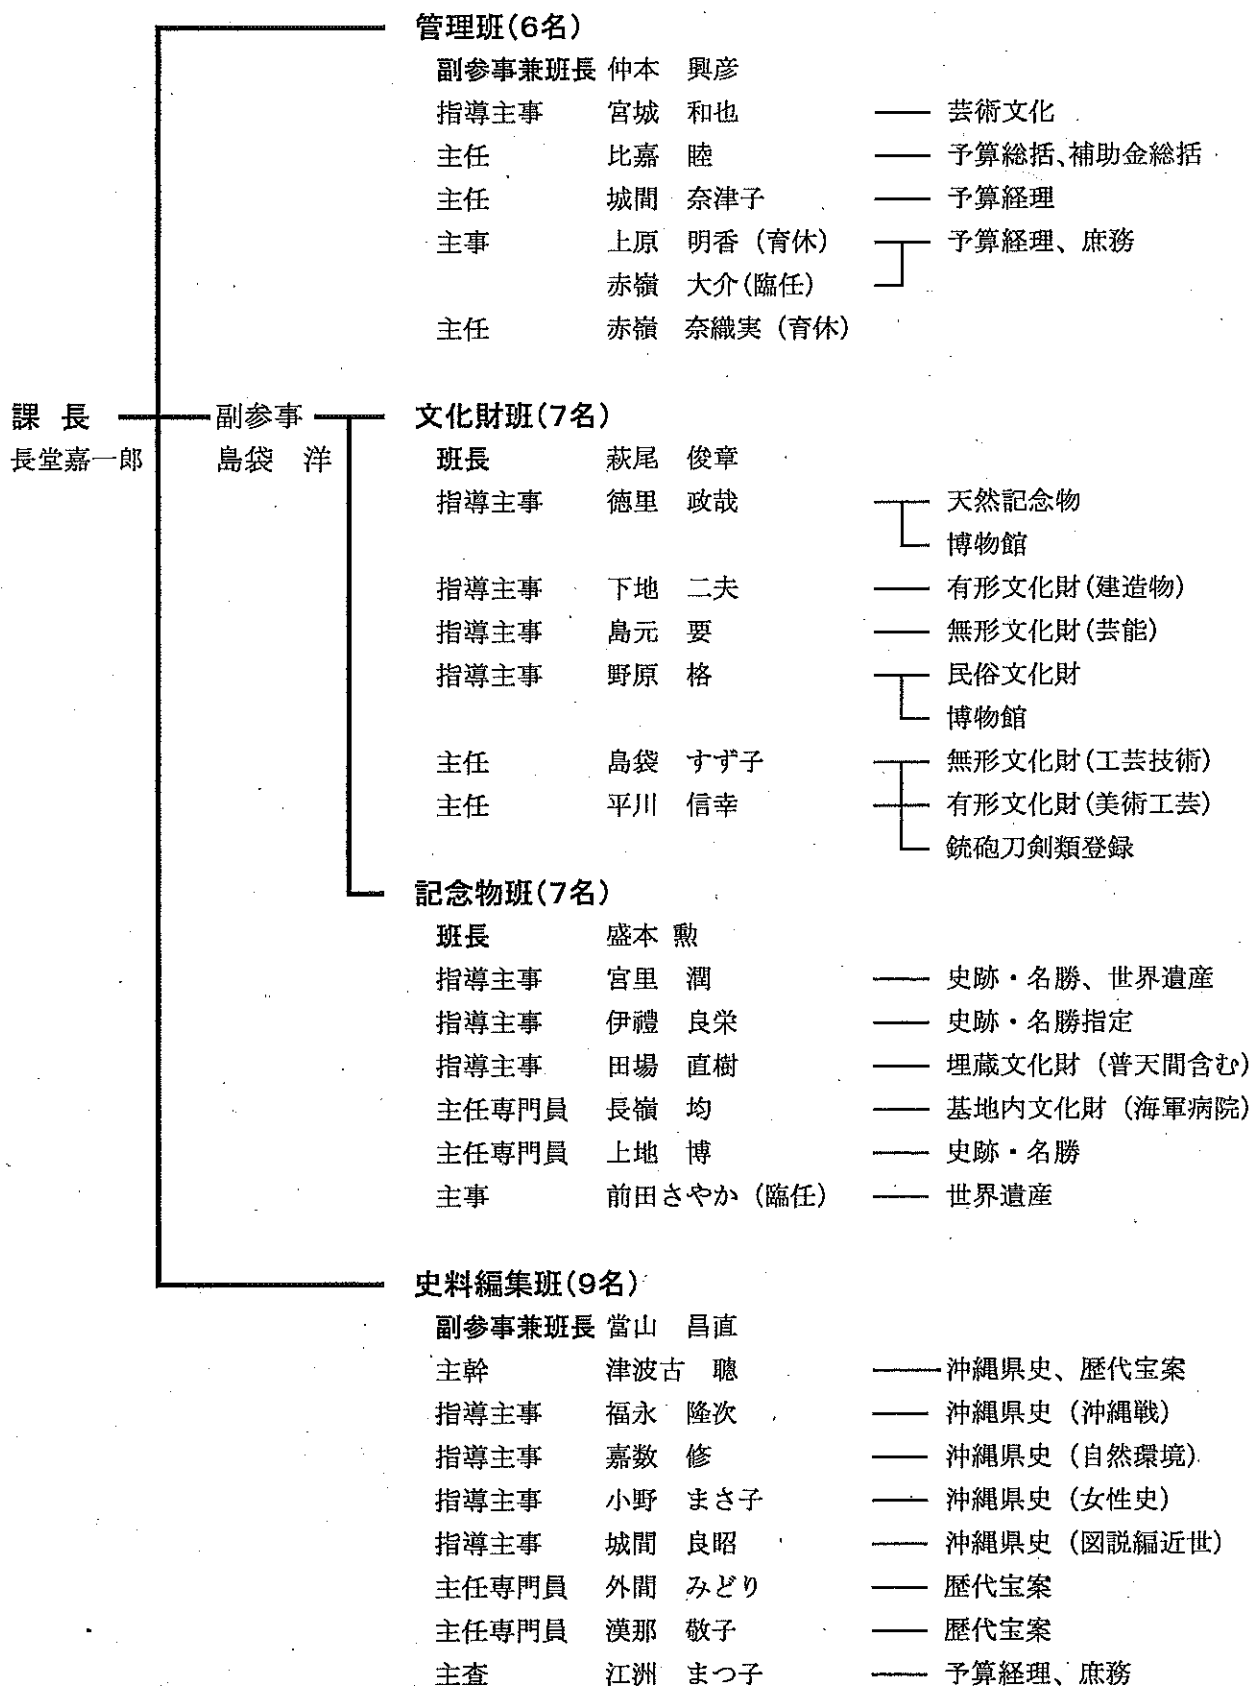 管理班(6名)
副参事兼班長 仲本 興彦
指導主事 宮城 和也 芸術文化
主任 比嘉 睦 予算総括、補助金総括
主任 城間 奈津子 予算経理
主事 上原 明香 (育休) 予算経理、庶務
赤嶺 大介(臨任)
主任 赤嶺 奈織実 (育休)
課長 副参事
長堂嘉一郎 島袋 洋
文化財班(7名)
班長 萩尾 俊章
指導主事 徳里 政哉 天然記念物
博物館
指導主事 下地 二夫 有形文化財(建造物)
指導主事 島元 要 無形文化財(芸能)
指導主事 野原 格 民俗文化財
博物館
主任 島袋 すず子 無形文化財(工芸技術)
主任 平川 信幸 有形文化財(美術工芸)
銃砲刀剣類登録
記念物班(7名)
班長 盛本 勲
指導主事 宮里 潤 史跡・名勝、世界遺産
指導主事 伊禮 良栄 史跡・名勝指定
指導主事 田場 直樹 埋蔵文化財 (普天間含む)
主任専門員 長嶺 均 基地内文化財 (海軍病院)
主任専門員 上地 博 史跡・名勝
主事 前田さやか (臨任) 世界遺産
史料編集班(9名)
副参事兼班長 當山 昌直
主幹 津波古 聰 沖縄県史、歴代宝案
指導主事 福永 隆次 沖縄県史 (沖縄戦)
指導主事 嘉数 修 沖縄県史 (自然環境)
指導主事 小野 まさ子 沖縄県史 (女性史)
指導主事 城間 良昭 沖縄県史 (図説編近世)
主任専門員 外間 みどり 歴代宝案
主任専門員 漢那 敬子 歴代宝案
主査 江洲 まつ子 予算経理、庶務